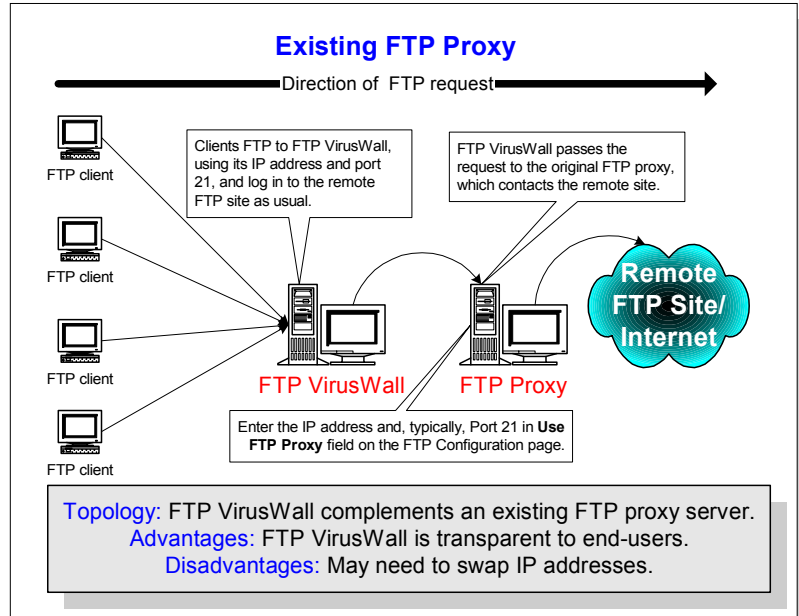 Existing FTP Proxy
Direction of FTP request
FTP client
FTP client
FTP client
FTP client
Clients FTP to FTP VirusWall,
using its IP address and port
21, and log in to the remote
FTP site as usual.
FTP VirusWall passes the
request to the original FTP proxy,
which contacts the remote site.
Remote
FTP Site/
Internet
FTP VirusWall
FTP Proxy
Enter the IP address and, typically, Port 21 in Use
FTP Proxy field on the FTP Configuration page.
Topology: FTP VirusWall complements an existing FTP proxy server.
Advantages: FTP VirusWall is transparent to end-users.
Disadvantages: May need to swap IP addresses.